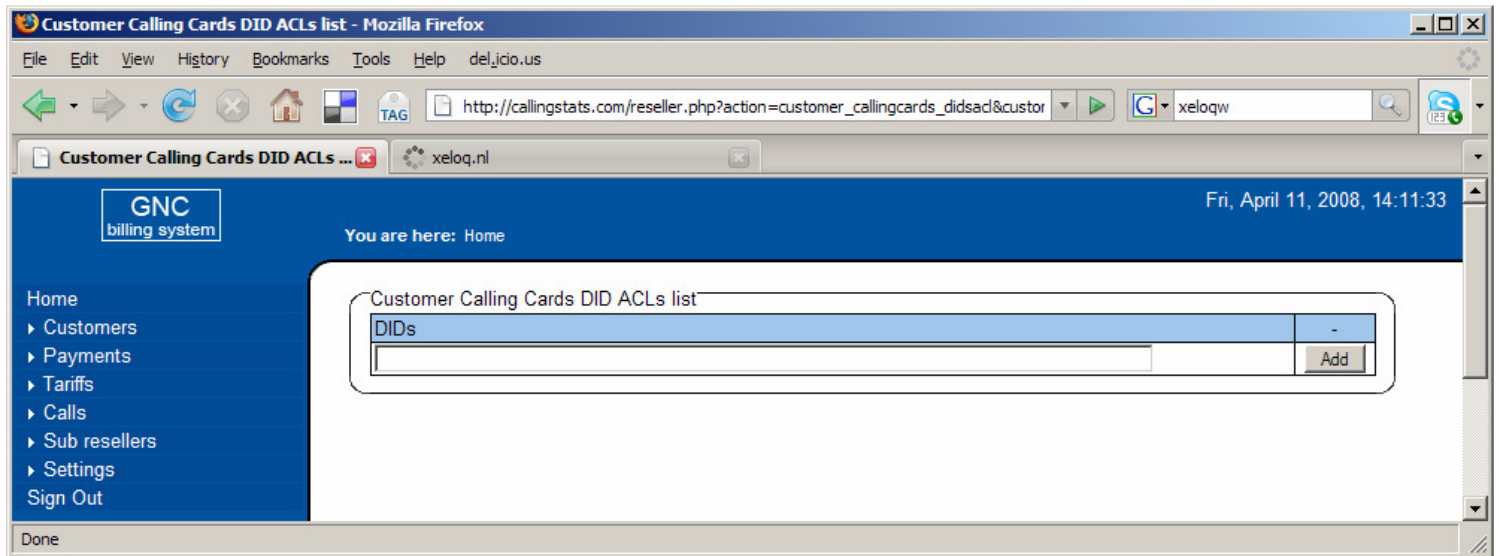 Customer Calling Cards DID ACLs list - Mozilla Firefox
File Edit View History Bookmarks Tools Help del.icio.us
TAG http://callingstats.com/reseller.php?action=customer_callingcards_didsacl&custor G xeloqw 123
Customer Calling Cards DID ACLs ... xeloq.nl
GNC
billing system
Fri, April 11, 2008, 14:11:33
You are here: Home
Home
Customers
Payments
Tariffs
Calls
Sub resellers
Settings
Sign Out
Customer Calling Cards DID ACLs list
DIDs -
Add
Done